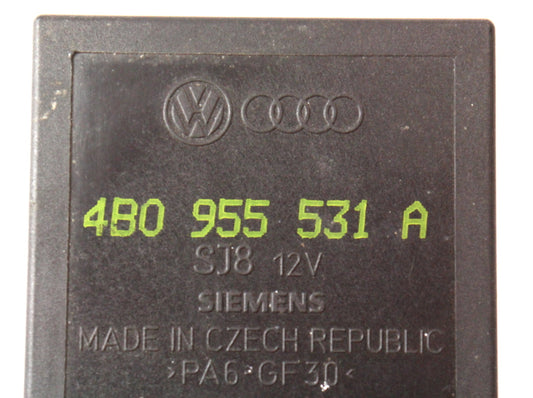 4B0 955 531 A
SJ8 12V
SIEMENS
MADE IN CZECH REPUBLIC
>PA6-GF30<